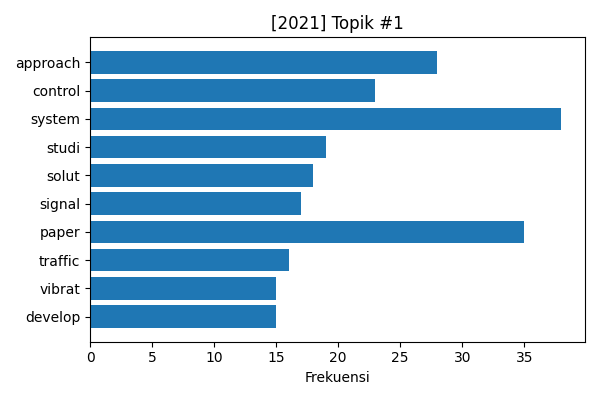 [2021] Topik #1
approach
control
system
studi
solut
signal
paper
traffic
vibrat
develop
0 5 10 15 20 25 30 35
Frekuensi